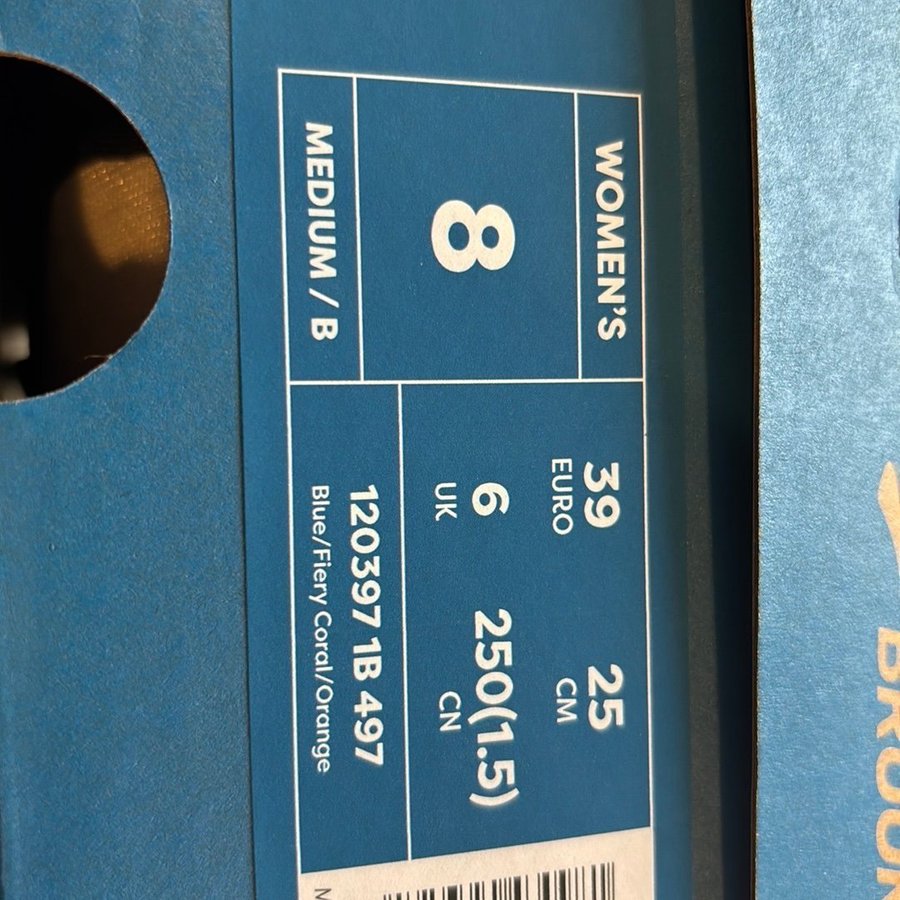 WOMEN'S
8
MEDIUM / B
39
EURO
25
CM
6
UK
250(1.5)
CN
120397 1B 497
Blue/Fiery Coral/Orange